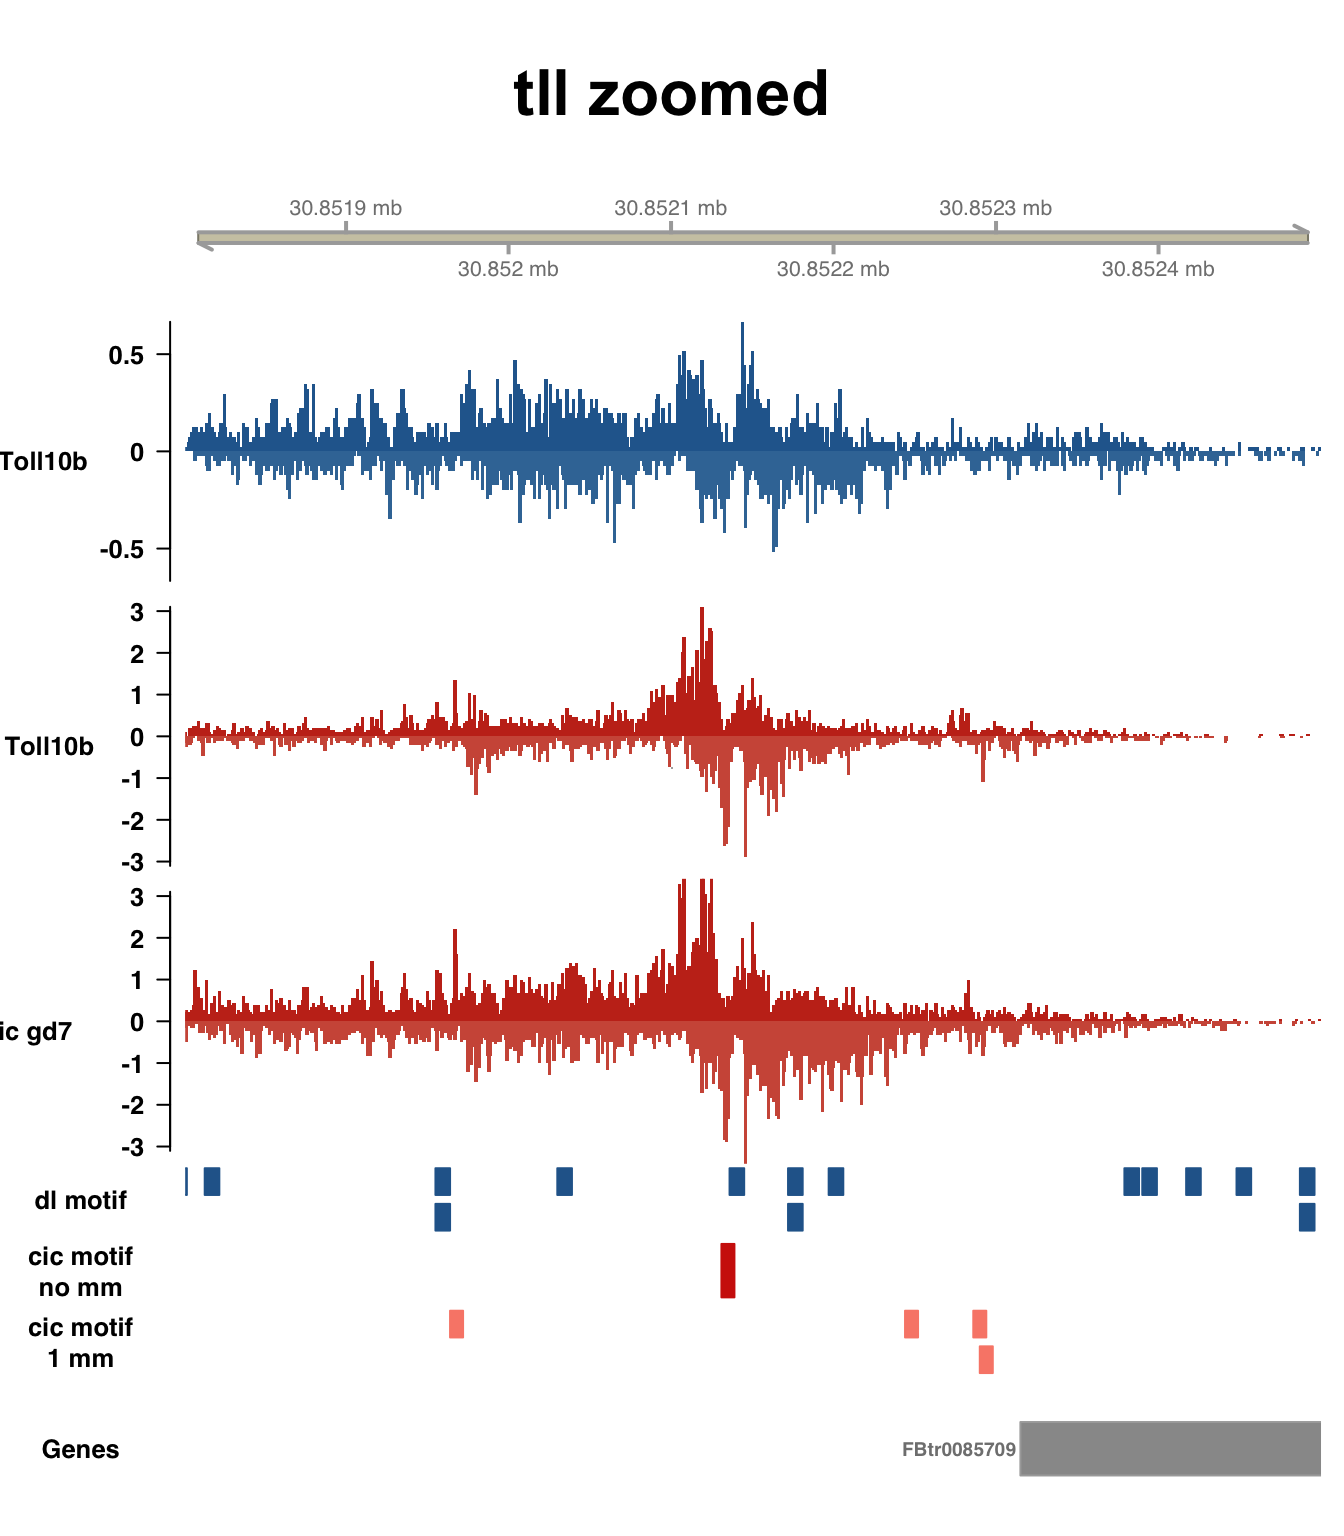 tll zoomed
30.8519 mb 30.8521 mb 30.8523 mb
30.852 mb 30.8522 mb 30.8524 mb
0.5
0
-0.5
Toll10b
3
2
1
0
-1
-2
-3
Toll10b
3
2
1
0
-1
-2
-3
ic gd7
dl motif
cic motif
no mm
cic motif
1 mm
Genes
FBtr0085709